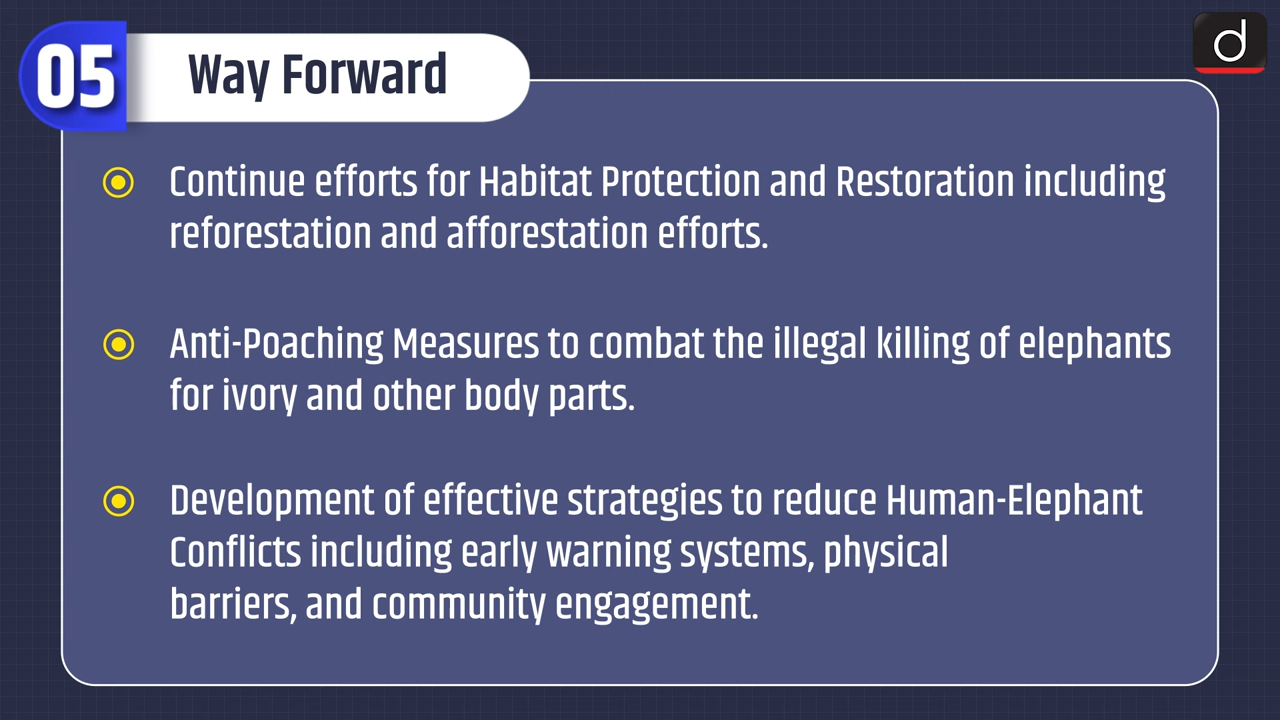 05
Way Forward
d
Continue efforts for Habitat Protection and Restoration including
reforestation and afforestation efforts.
Anti-Poaching Measures to combat the illegal killing of elephants
for ivory and other body parts.
Development of effective strategies to reduce Human-Elephant
Conflicts including early warning systems, physical
barriers, and community engagement.